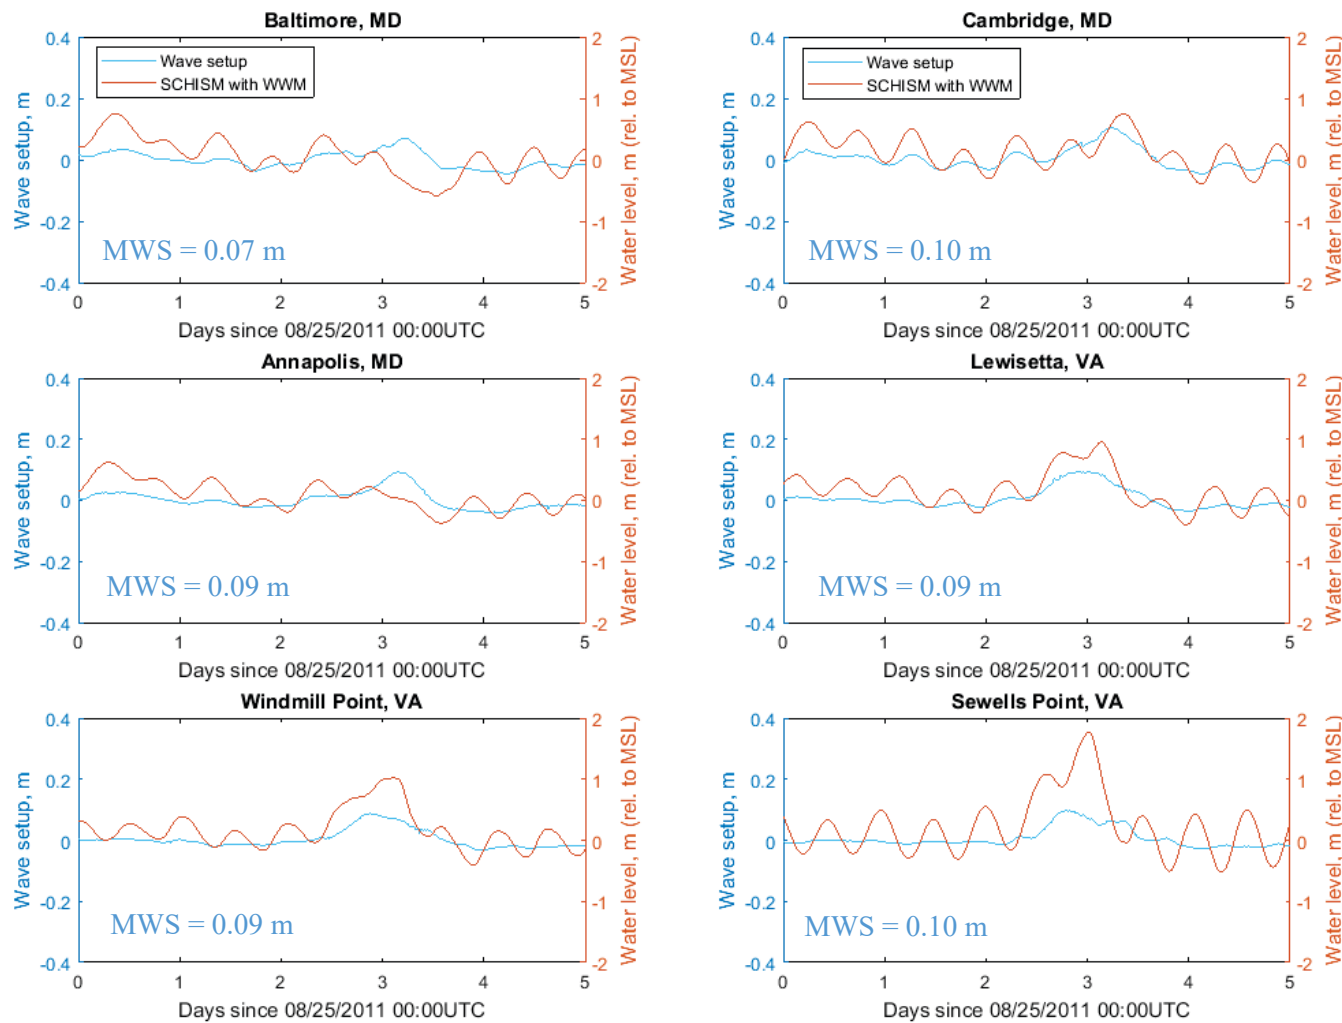 Baltimore, MD
0.4
0.2
0
-0.2
-0.4
Wave setup, m
Wave setup
SCHISM with WWM
MWS = 0.07 m
2
1
0
-1
-2
Water level, m (rel. to MSL)
0 1 2 3 4 5
Days since 08/25/2011 00:00UTC
Cambridge, MD
0.4
0.2
0
-0.2
-0.4
Wave setup, m
Wave setup
SCHISM with WWM
MWS = 0.10 m
2
1
0
-1
-2
Water level, m (rel. to MSL)
0 1 2 3 4 5
Days since 08/25/2011 00:00UTC
Annapolis, MD
0.4
0.2
0
-0.2
-0.4
Wave setup, m
MWS = 0.09 m
2
1
0
-1
-2
Water level, m (rel. to MSL)
0 1 2 3 4 5
Days since 08/25/2011 00:00UTC
Lewisetta, VA
0.4
0.2
0
-0.2
-0.4
Wave setup, m
MWS = 0.09 m
2
1
0
-1
-2
Water level, m (rel. to MSL)
0 1 2 3 4 5
Days since 08/25/2011 00:00UTC
Windmill Point, VA
0.4
0.2
0
-0.2
-0.4
Wave setup, m
MWS = 0.09 m
2
1
0
-1
-2
Water level, m (rel. to MSL)
0 1 2 3 4 5
Days since 08/25/2011 00:00UTC
Sewells Point, VA
0.4
0.2
0
-0.2
-0.4
Wave setup, m
MWS = 0.10 m
2
1
0
-1
-2
Water level, m (rel. to MSL)
0 1 2 3 4 5
Days since 08/25/2011 00:00UTC